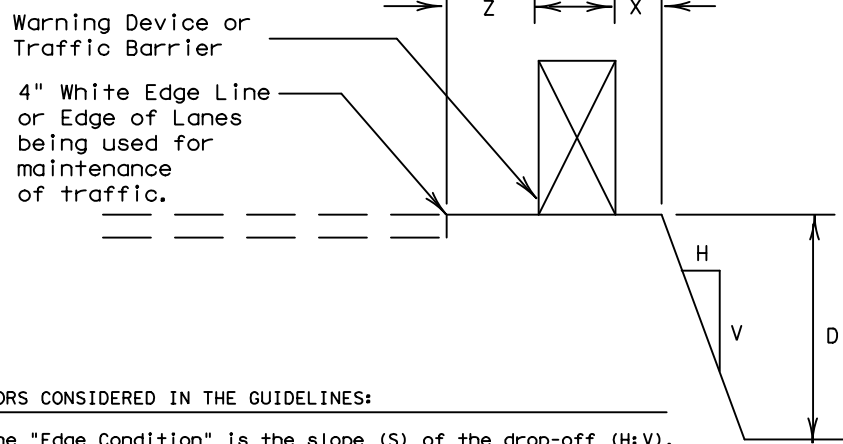 Z
X
Warning Device or
Traffic Barrier
4" White Edge Line
or Edge of Lanes
being used for
maintenance
of traffic.
H
V
D
ORS CONSIDERED IN THE GUIDELINES:
"Edge Condition" is the slope (S) of the drop-off (H:V).